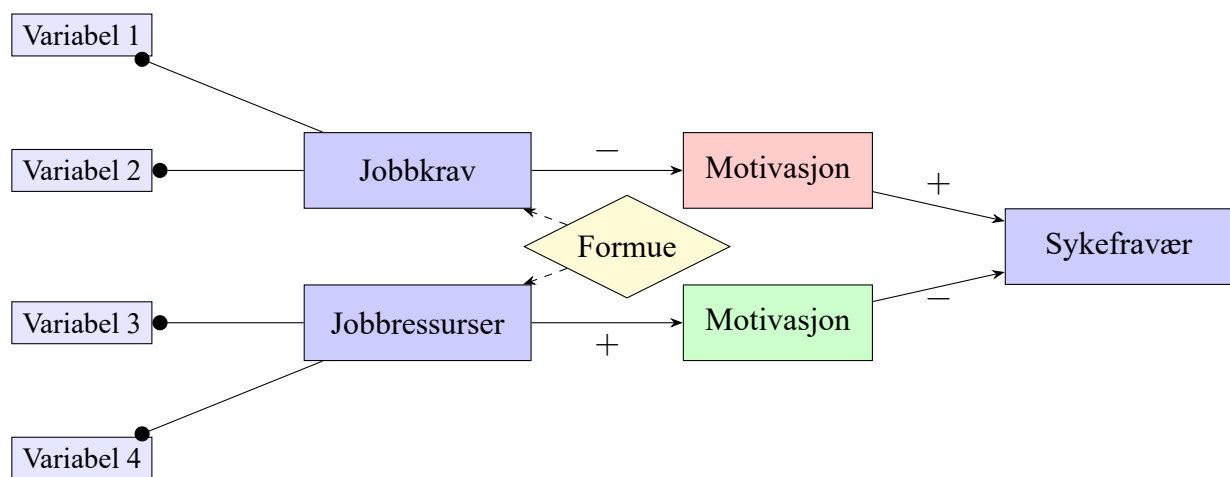 Variabel 1
Variabel 2
Jobbkrav
−
Motivasjon
+
Formue
Sykefravær
Variabel 3
Jobbressurser
+
Motivasjon
−
Variabel 4